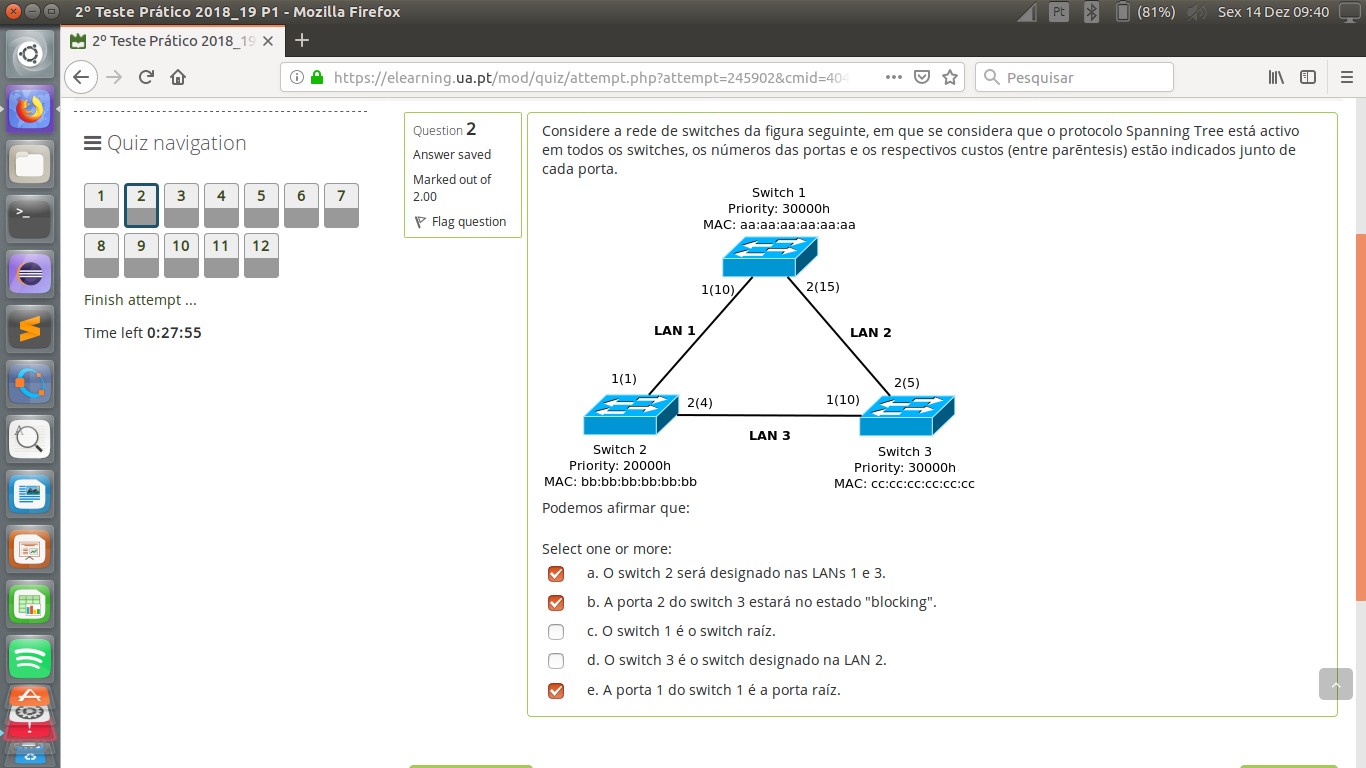 2º Teste Prático 2018_19 P1 - Mozilla Firefox
Pt
(81%)
Sex 14 Dez 09:40
2º Teste Prático 2018_19
https://elearning.ua.pt/mod/quiz/attempt.php?attempt=245902&cmid=404
Pesquisar
Quiz navigation
1 2 3 4 5 6 7
8 9 10 11 12
Finish attempt ...
Time left 0:27:55
Question 2
Answer saved
Marked out of
2.00
Flag question
Considere a rede de switches da figura seguinte, em que se considera que o protocolo Spanning Tree está activo
em todos os switches, os números das portas e os respectivos custos (entre parêntesis) estão indicados junto de
cada porta.
Switch 1
Priority: 30000h
MAC: aa:aa:aa:aa:aa:aa
1(10)
2(15)
LAN 1
LAN 2
1(1)
2(4)
1(10)
2(5)
LAN 3
Switch 2
Priority: 20000h
MAC: bb:bb:bb:bb:bb:bb
Switch 3
Priority: 30000h
MAC: cc:cc:cc:cc:cc:cc
Podemos afirmar que:
Select one or more:
a. O switch 2 será designado nas LANs 1 e 3.
b. A porta 2 do switch 3 estará no estado "blocking".
c. O switch 1 é o switch raíz.
d. O switch 3 é o switch designado na LAN 2.
e. A porta 1 do switch 1 é a porta raíz.